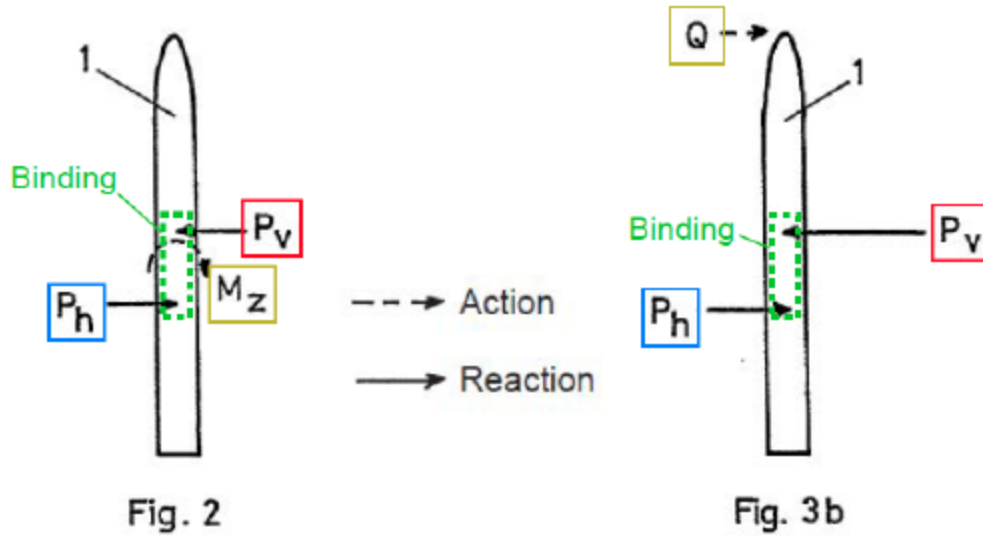 1
Binding
Pv
Mz
Ph
Fig. 2
Action
Reaction
Q
1
Binding
Pv
Ph
Fig. 3b